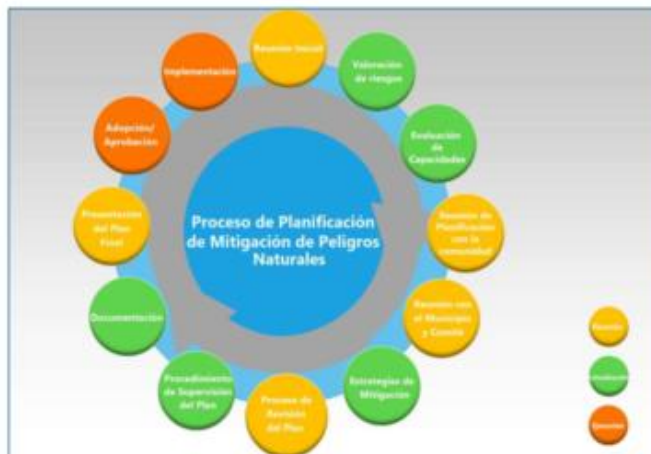 Reunión Inicial
Valoración
de riesgos
Evaluación
de
Capacidades
Reunión de
Planificación
con la
comunidad
Reunión con
el Municipio
y Comité
Estrategias de
Mitigación
Proceso de
Revisión
del Plan
Procedimiento
de Supervisión
del Plan
Documentación
Presentación
del Plan
Final
Adopción/
Aprobación
Implementación
Proceso de Planificación
de Mitigación de Peligros
Naturales
Reunión
Ejecución